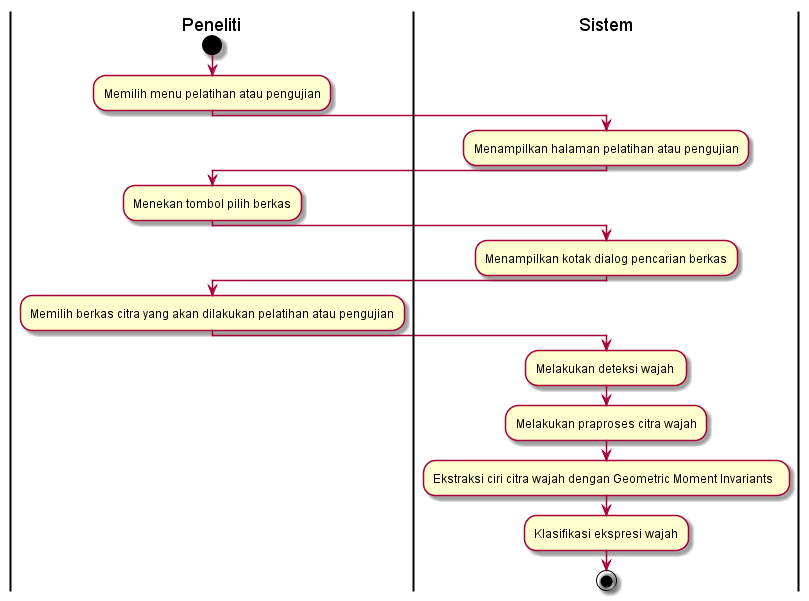 Peneliti
Sistem
Memilih menu pelatihan atau pengujian
Menampilkan halaman pelatihan atau pengujian
Menekan tombol pilih berkas
Menampilkan kotak dialog pencarian berkas
Memilih berkas citra yang akan dilakukan pelatihan atau pengujian
Melakukan deteksi wajah
Melakukan praproses citra wajah
Ekstraksi ciri citra wajah dengan Geometric Moment Invariants
Klasifikasi ekspresi wajah